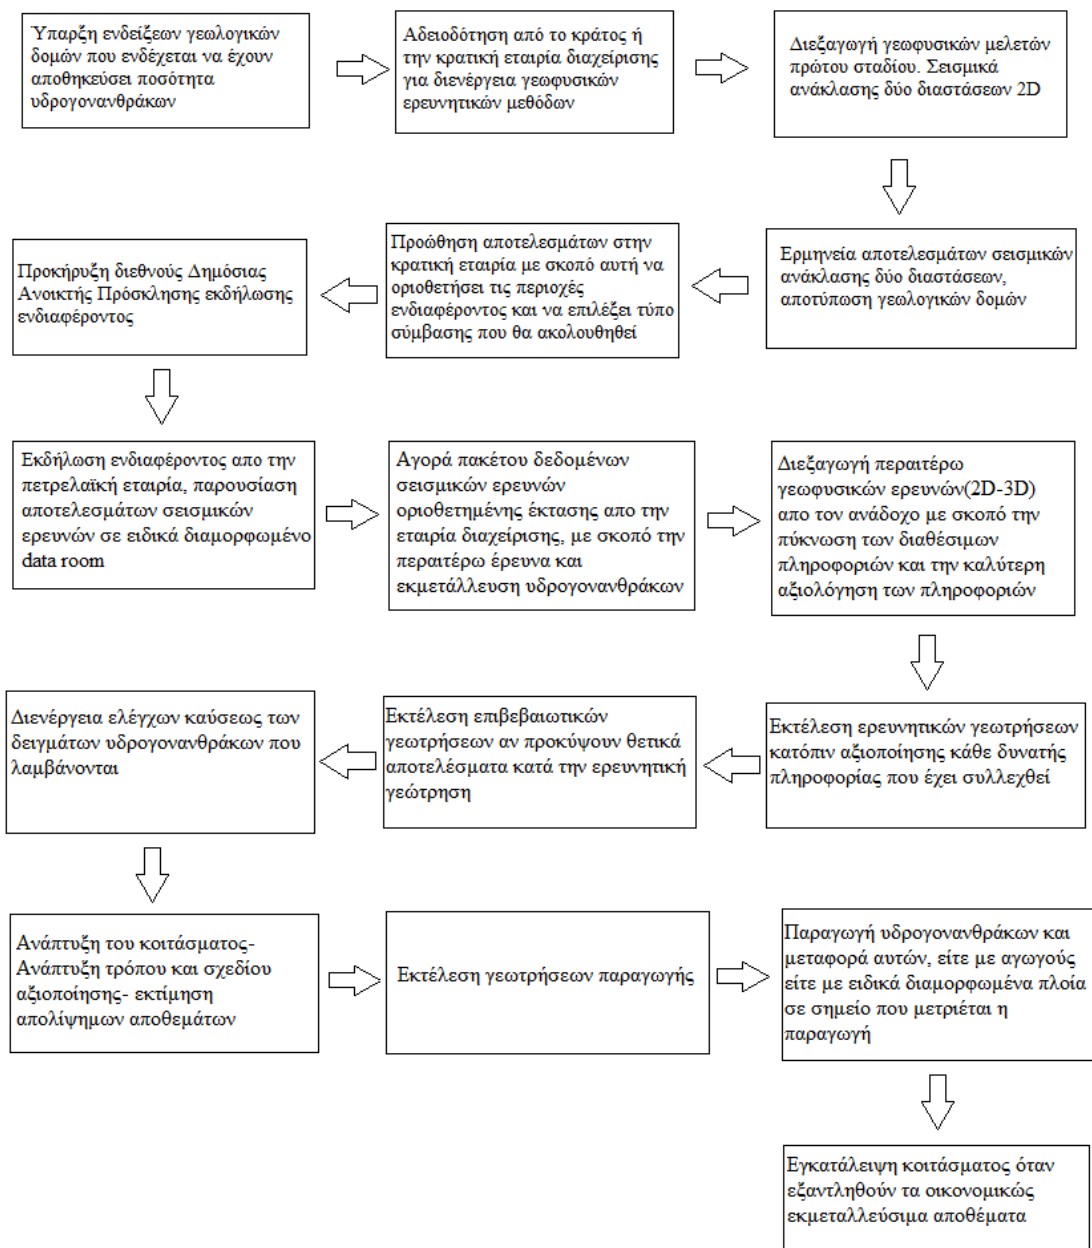 Ύπαρξη ενδείξεων γεωλογικών
δομών που ενδέχεται να έχουν
αποθηκεύσει ποσότητα
υδρογονανθράκων
Αδειοδότηση από το κράτος ή
την κρατική εταιρία διαχείρισης
για διενέργεια γεωφυσικών
ερευνητικών μεθόδων
Διεξαγωγή γεωφυσικών μελετών
πρώτου σταδίου. Σεισμικά
ανάκλασης δύο διαστάσεων 2D
Ερμηνεία αποτελεσμάτων σεισμικών
ανάκλασης δύο διαστάσεων,
αποτύπωση γεωλογικών δομών
Προώθηση αποτελεσμάτων στην
κρατική εταιρία με σκοπό αυτή να
οριοθετήσει τις περιοχές
ενδιαφέροντος και να επιλέξει τύπο
σύμβασης που θα ακολουθηθεί
Προκήρυξη διεθνούς Δημόσιας
Ανοικτής Πρόσκλησης εκδήλωσης
ενδιαφέροντος
Εκδήλωση ενδιαφέροντος απο την
πετρελαϊκή εταιρία, παρουσίαση
αποτελεσμάτων σεισμικών
ερευνών σε ειδικά διαμορφωμένο
data room
Αγορά πακέτου δεδομένων
σεισμικών ερευνών
οριοθετημένης έκτασης απο την
εταιρία διαχείρισης, με σκοπό την
περαιτέρω έρευνα και
εκμετάλλευση υδρογονανθράκων
Διεξαγωγή περαιτέρω
γεωφυσικών ερευνών(2D-3D)
απο τον ανάδοχο με σκοπό την
πύκνωση των διαθέσιμων
πληροφοριών και την καλύτερη
αξιολόγηση των πληροφοριών
Εκτέλεση ερευνητικών γεωτρήσεων
κατόπιν αξιοποίησης κάθε δυνατής
πληροφορίας που έχει συλλεχθεί
Εκτέλεση επιβεβαιωτικών
γεωτρήσεων αν προκύψουν θετικά
αποτελέσματα κατά την ερευνητική
γεώτρηση
Διενέργεια ελέγχων καύσεως των
δειγμάτων υδρογονανθράκων που
λαμβάνονται
Ανάπτυξη του κοιτάσματος-
Ανάπτυξη τρόπου και σχεδίου
αξιοποίησης- εκτίμηση
απολίψημων αποθεμάτων
Εκτέλεση γεωτρήσεων παραγωγής
Παραγωγή υδρογονανθράκων και
μεταφορά αυτών, είτε με αγωγούς
είτε με ειδικά διαμορφωμένα πλοία
σε σημείο που μετριέται η
παραγωγή
Εγκατάλειψη κοιτάσματος όταν
εξαντληθούν τα οικονομικώς
εκμεταλλεύσιμα αποθέματα